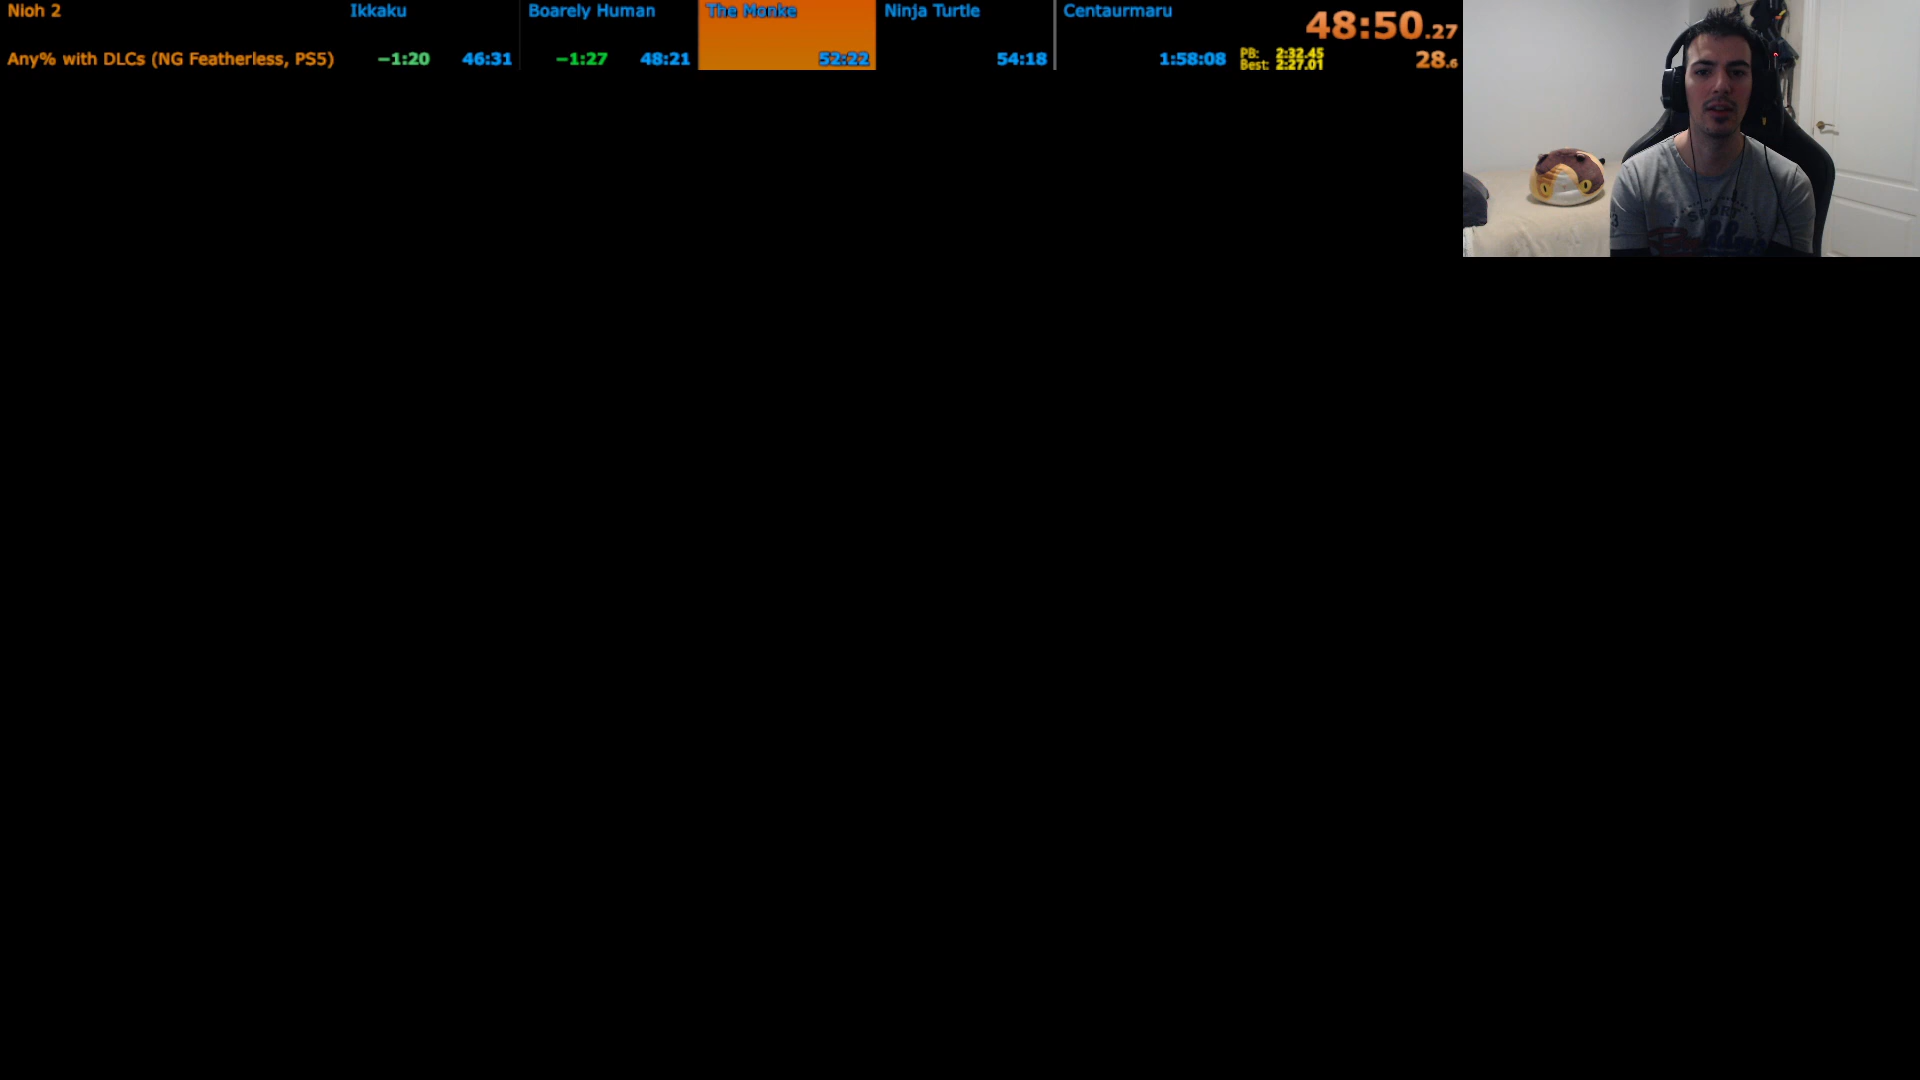 Nioh 2
Any% with DLCs (NG Featherless, PS5)
Ikkaku
−1:20 46:31
Boarely Human
−1:27 48:21
The Monke
52:22
Ninja Turtle
54:18
Centaurmaru
1:58:08
48:50.27
PB: 2:32.45
Best: 2:27.01
28.6
SPORT